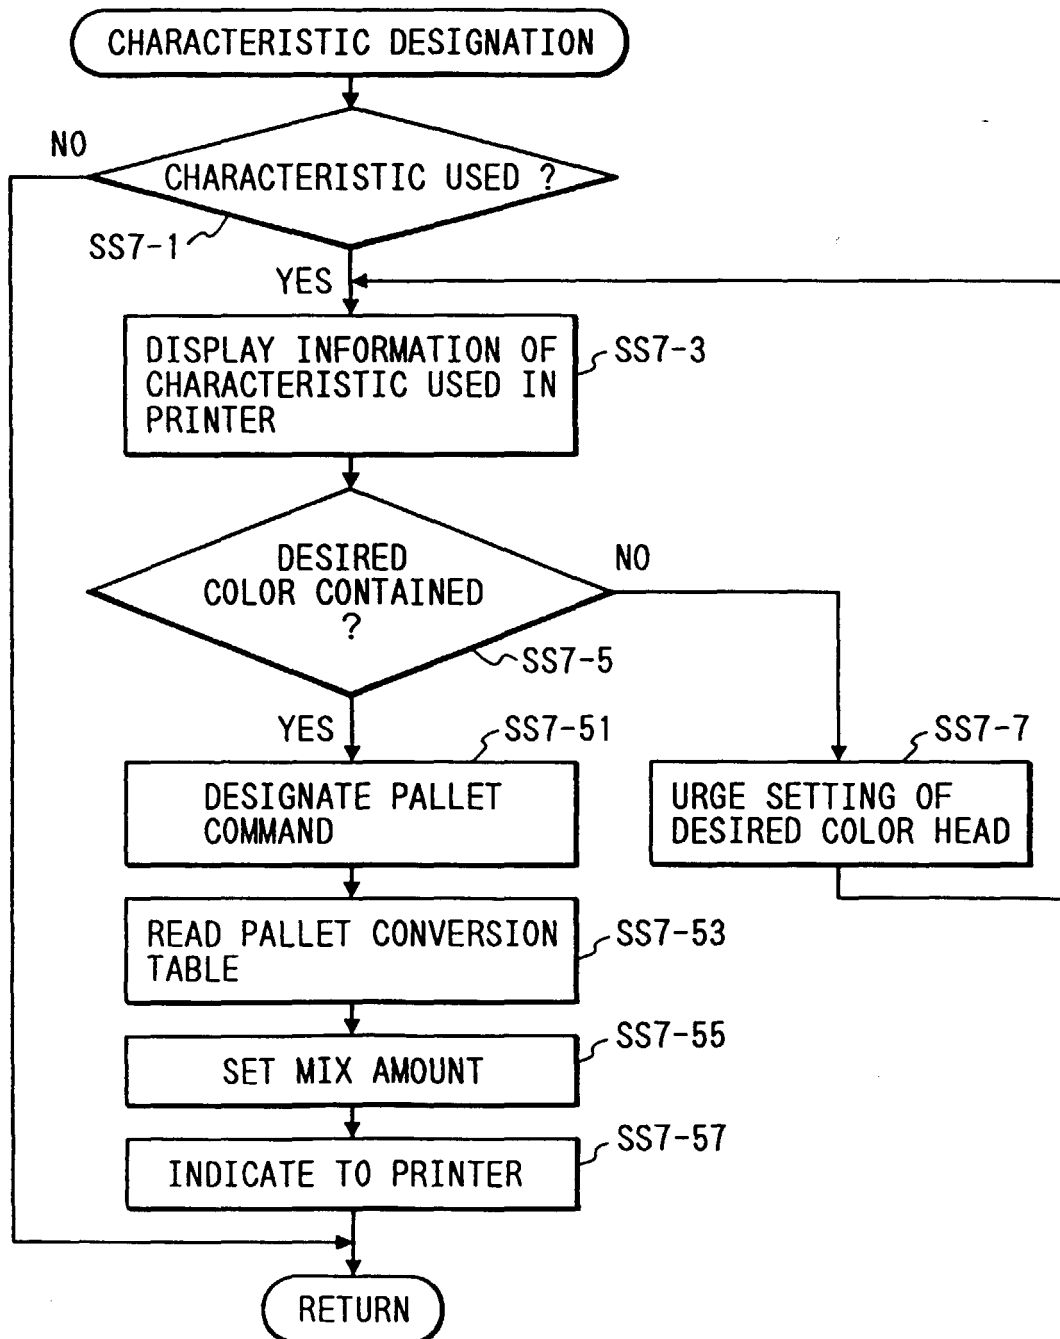 CHARACTERISTIC DESIGNATION
NO
CHARACTERISTIC USED ?
SS7-1
YES
DISPLAY INFORMATION OF
CHARACTERISTIC USED IN
PRINTER
SS7-3
DESIRED
COLOR CONTAINED
?
NO
SS7-5
YES
SS7-51
DESIGNATE PALLET
COMMAND
SS7-7
URGE SETTING OF
DESIRED COLOR HEAD
READ PALLET CONVERSION
TABLE
SS7-53
SET MIX AMOUNT
SS7-55
INDICATE TO PRINTER
SS7-57
RETURN